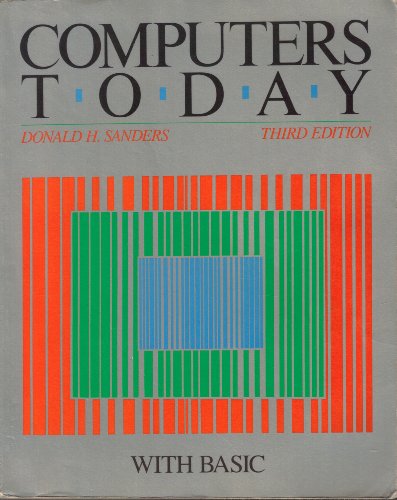 COMPUTERS
T·O·D·A·Y
DONALD H. SANDERS THIRD EDITION
WITH BASIC